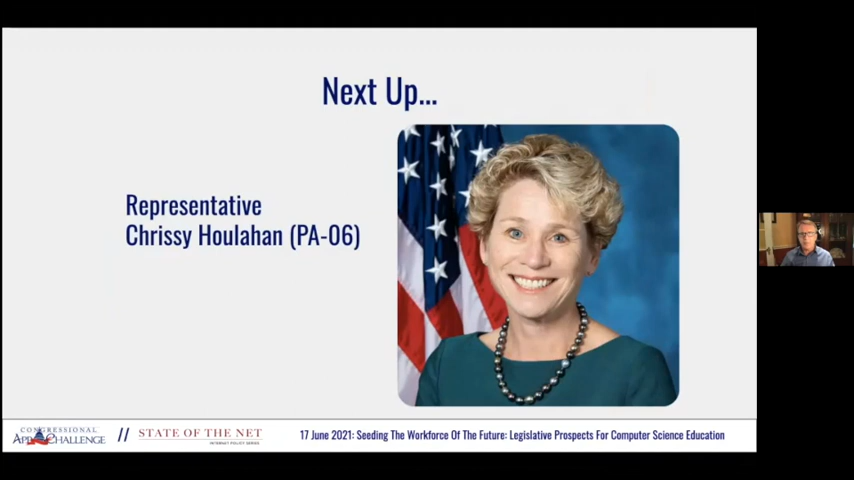 Next Up...
Representative
Chrissy Houlahan (PA-06)
CONGRESSIONAL
APP CHALLENGE
//
STATE OF THE NET
INTERNET POLICY SERIES
17 June 2021: Seeding The Workforce Of The Future: Legislative Prospects For Computer Science Education